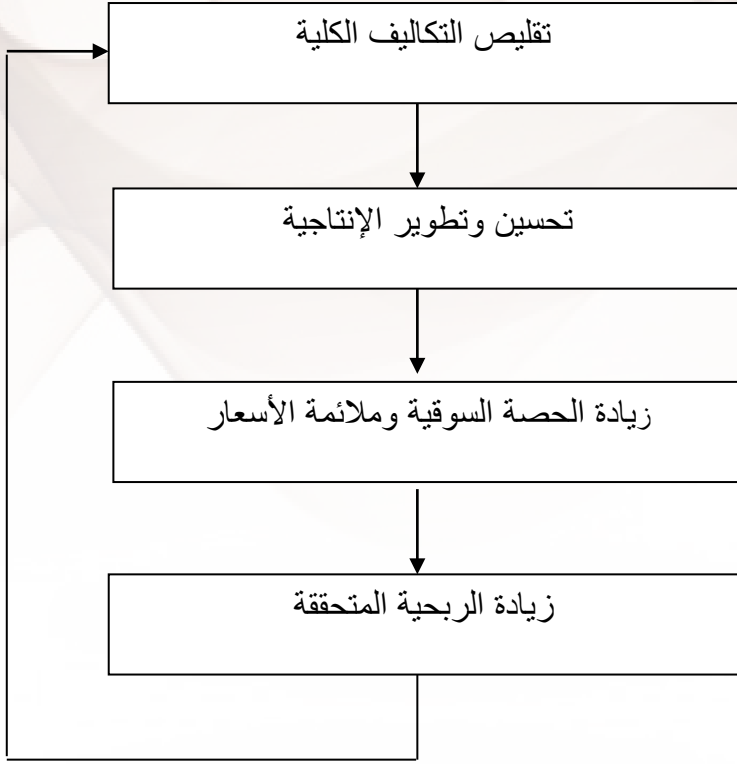 تقليص التكاليف الكلية
تحسين وتطوير الإنتاجية
زيادة الحصة السوقية وملائمة الأسعار
زيادة الربحية المتحققة